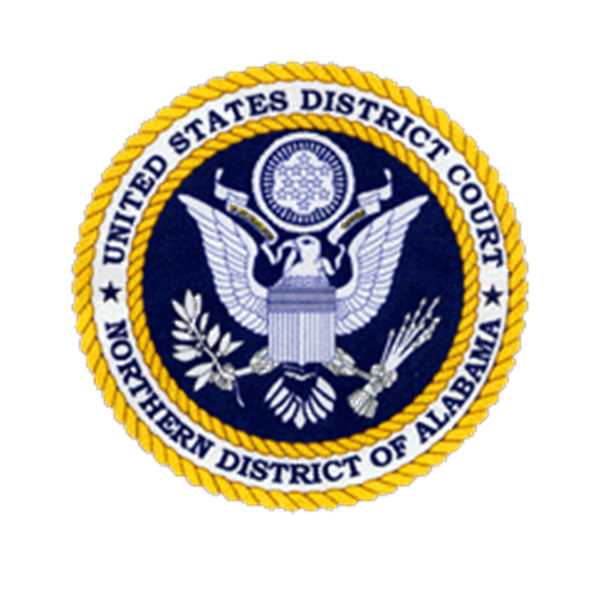 UNITED STATES DISTRICT COURT
NORTHERN DISTRICT OF ALABAMA